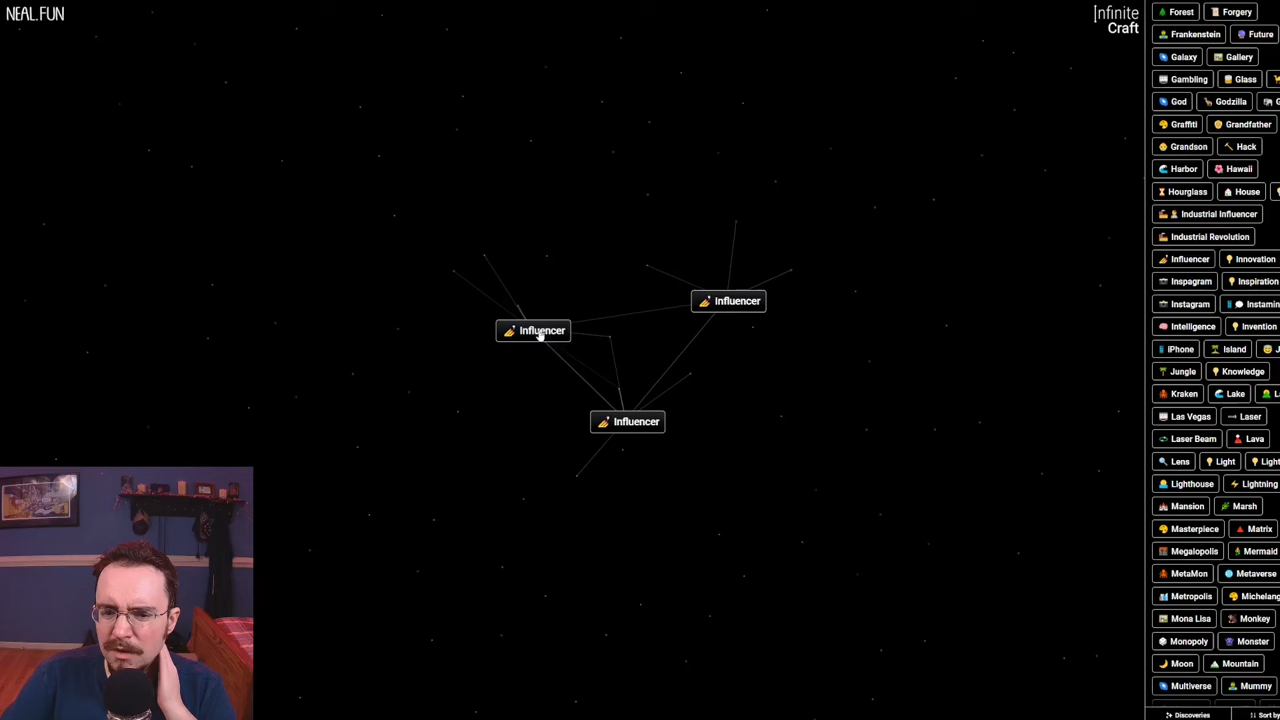 NEAL.FUN
Infinite
Craft
Influencer
Influencer
Influencer
Forest Forgery
Frankenstein Future
Galaxy Gallery
Gambling Glass
God Godzilla
Graffiti Grandfather
Grandson Hack
Harbor Hawaii
Hourglass House
Industrial Influencer
Industrial Revolution
Influencer Innovation
Inspagram Inspiration
Instagram
Intelligence Invention
iPhone Island
Jungle Knowledge
Kraken Lake
Las Vegas Laser
Laser Beam Lava
Lens Light
Lighthouse Lightning
Mansion Marsh
Masterpiece Matrix
Megalopolis Mermaid
MetaMon Metaverse
Metropolis
Mona Lisa Monkey
Monopoly Monster
Moon Mountain
Multiverse Mummy
Discoveries Sort by